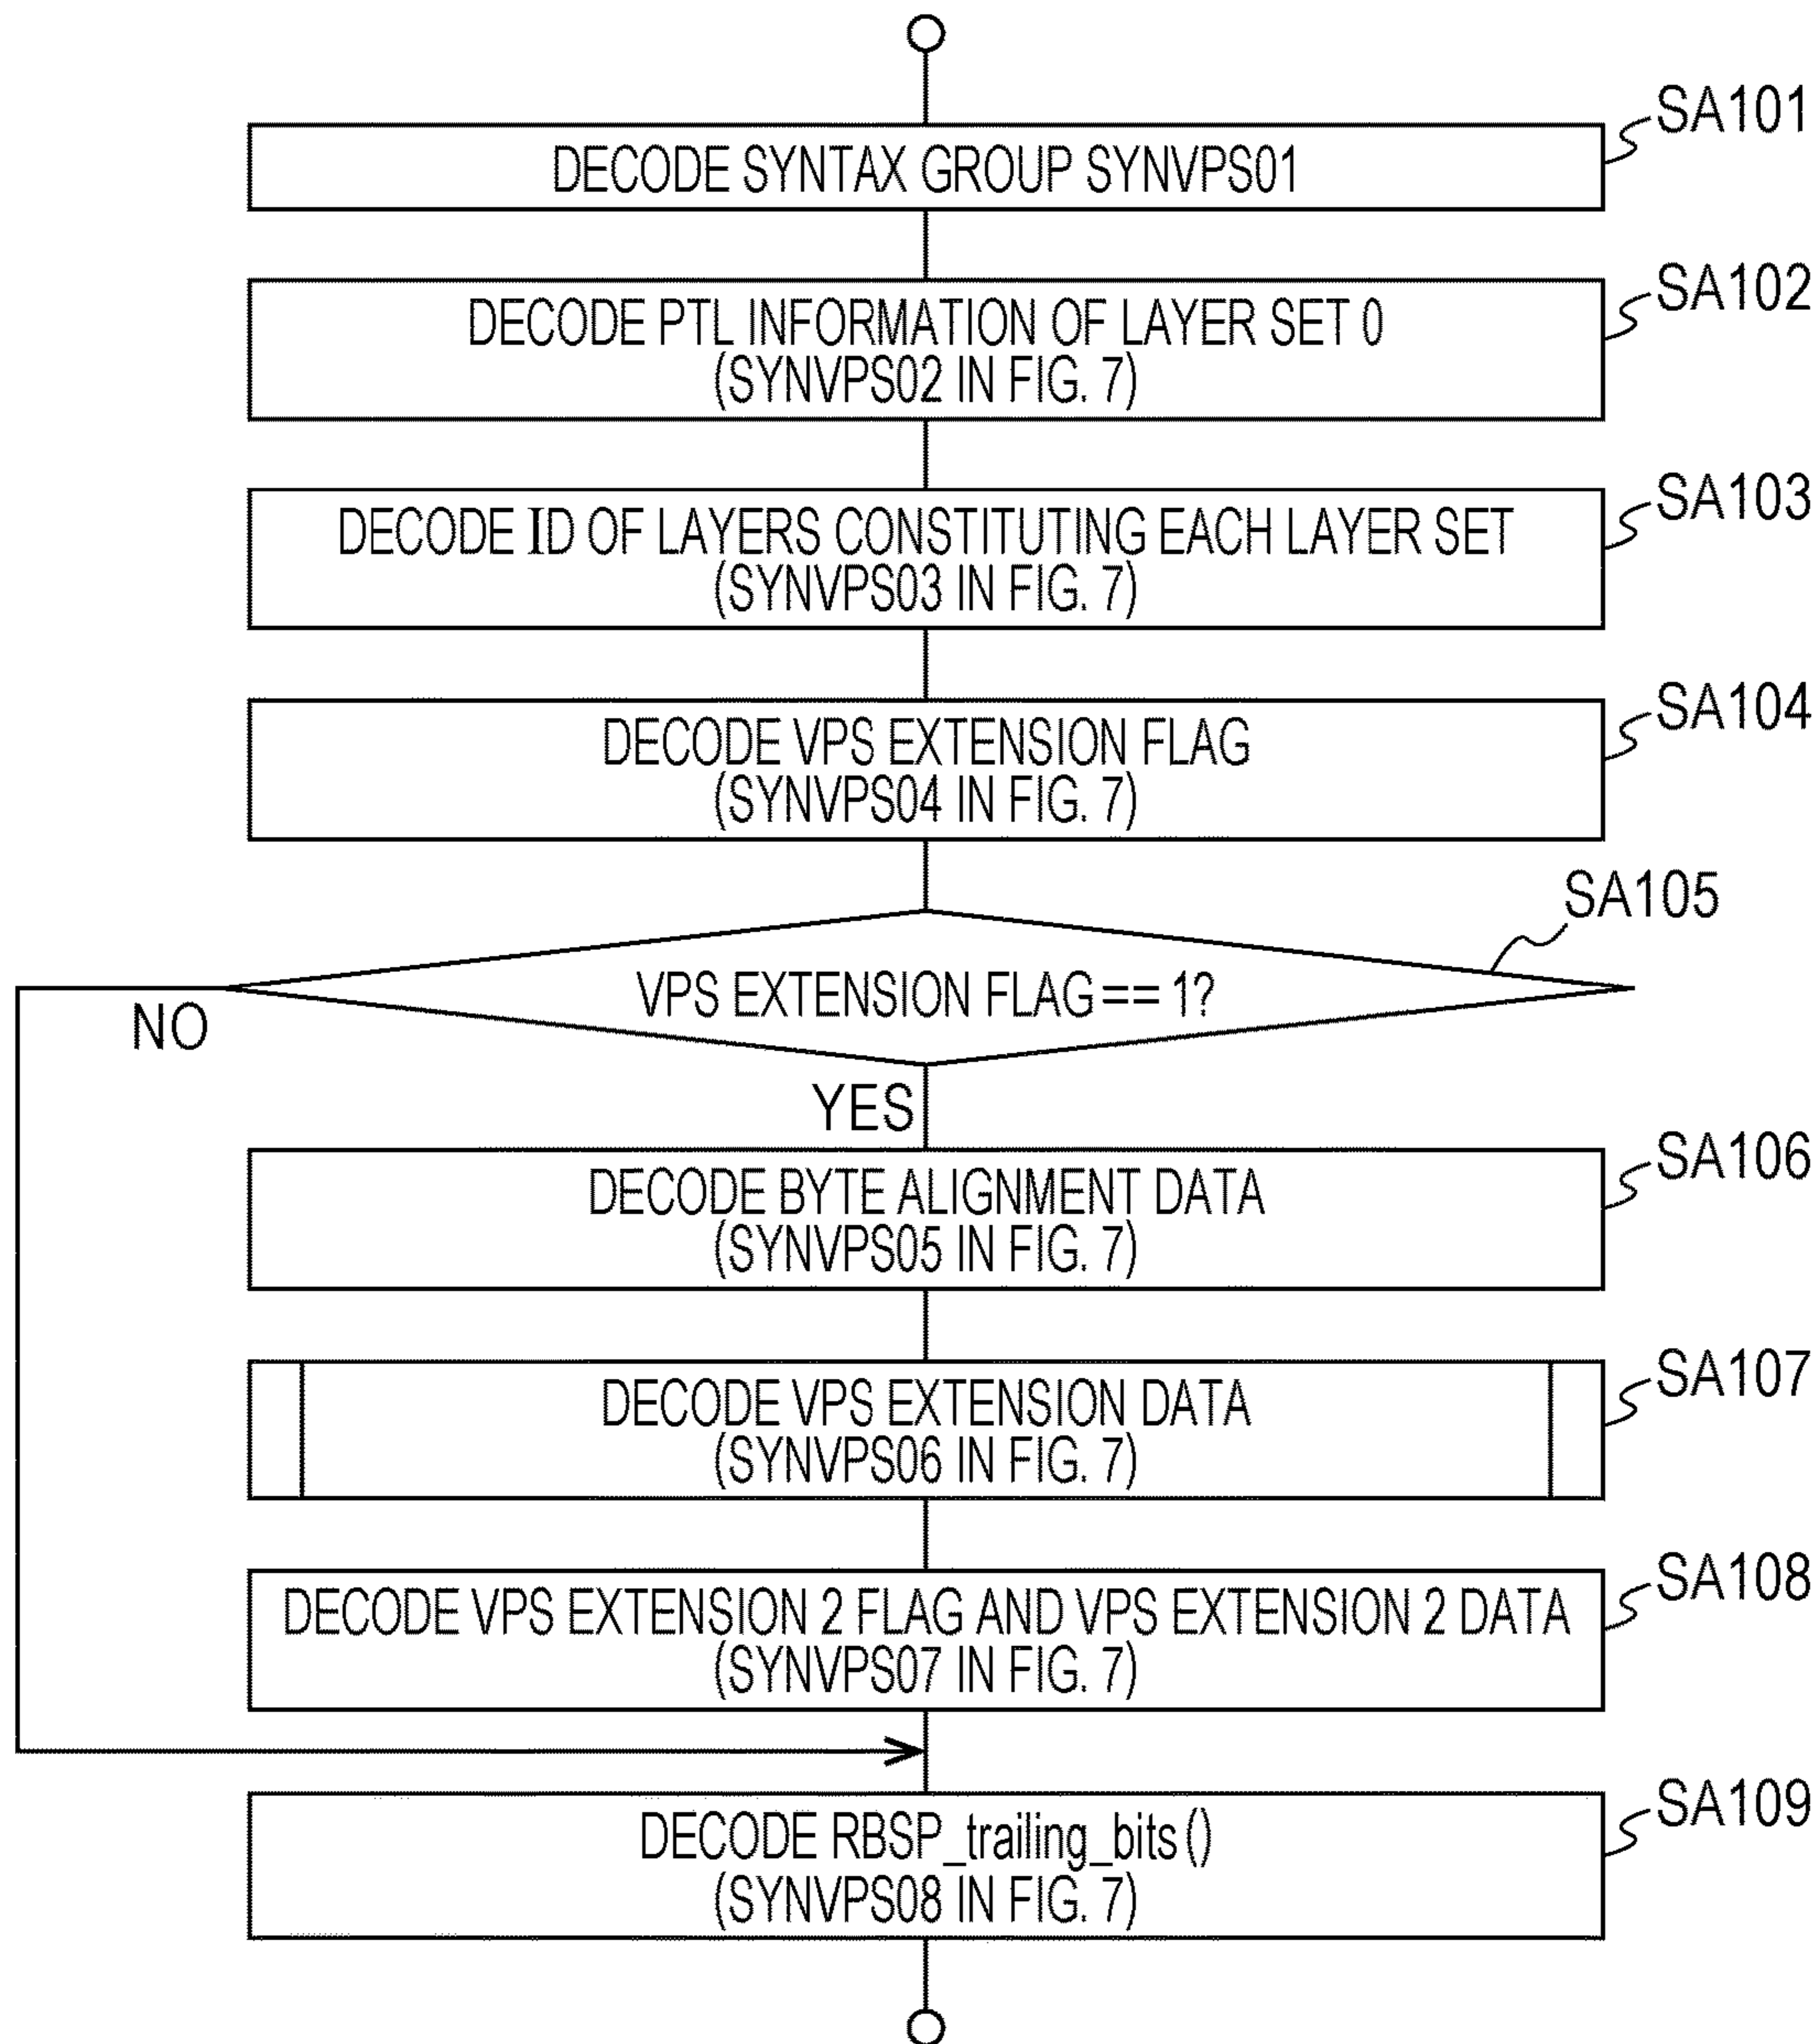 SA101
DECODE SYNTAX GROUP SYNVPS01
SA102
DECODE PTL INFORMATION OF LAYER SET 0
(SYNVPS02 IN FIG. 7)
SA103
DECODE ID OF LAYERS CONSTITUTING EACH LAYER SET
(SYNVPS03 IN FIG. 7)
SA104
DECODE VPS EXTENSION FLAG
(SYNVPS04 IN FIG. 7)
SA105
VPS EXTENSION FLAG == 1?
NO
YES
SA106
DECODE BYTE ALIGNMENT DATA
(SYNVPS05 IN FIG. 7)
SA107
DECODE VPS EXTENSION DATA
(SYNVPS06 IN FIG. 7)
SA108
DECODE VPS EXTENSION 2 FLAG AND VPS EXTENSION 2 DATA
(SYNVPS07 IN FIG. 7)
SA109
DECODE RBSP_trailing_bits ()
(SYNVPS08 IN FIG. 7)